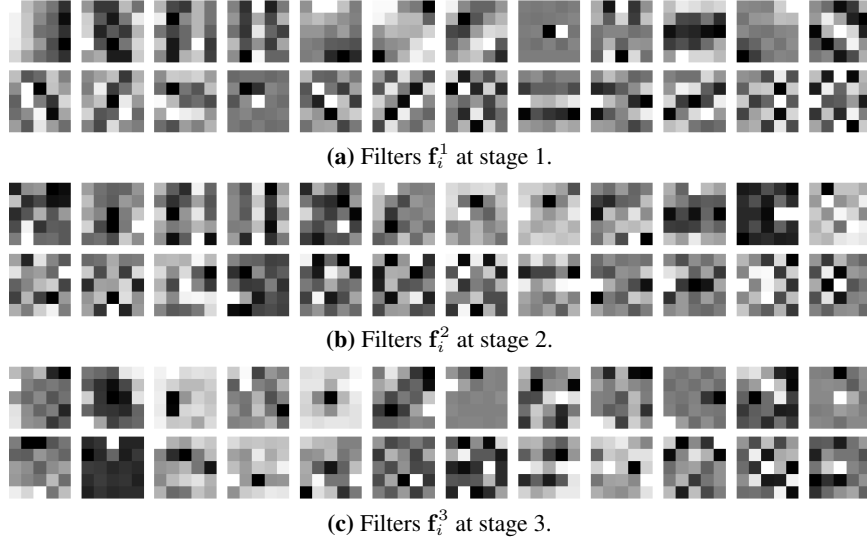 (a) Filters f_i^1 at stage 1.
(b) Filters f_i^2 at stage 2.
(c) Filters f_i^3 at stage 3.